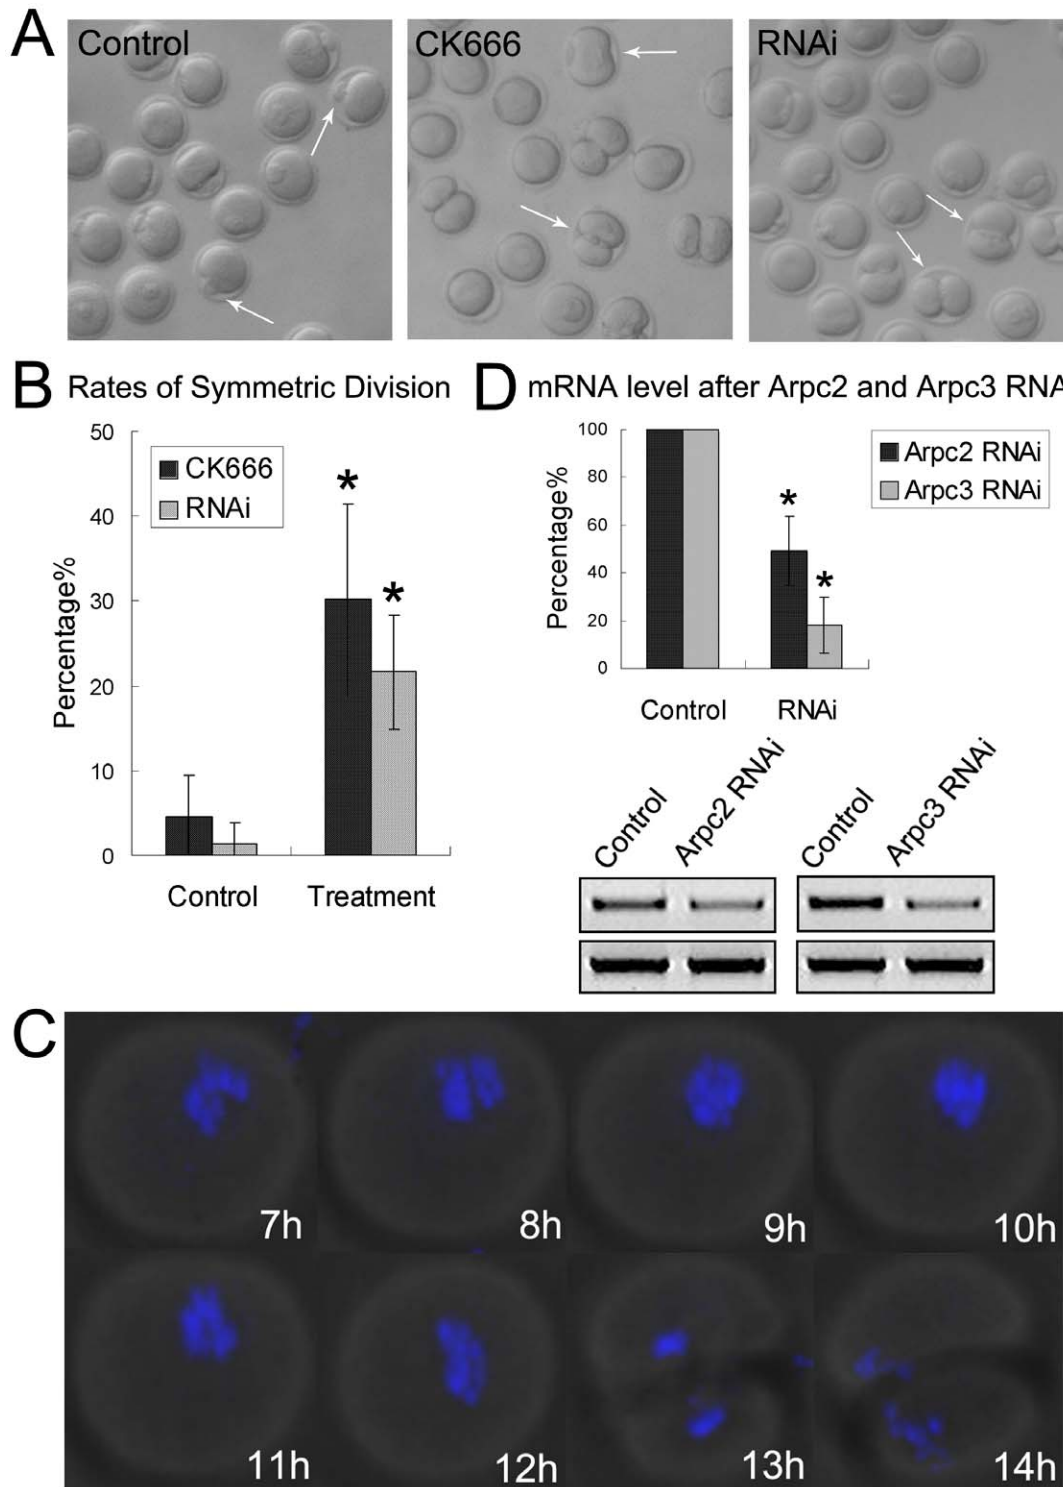 A
Control
CK666
RNAi
B Rates of Symmetric Division
50
40
30
20
10
0
Percentage%
CK666
RNAi
*
*
Control
Treatment
D mRNA level after Arpc2 and Arpc3 RNA
100
80
60
40
20
0
Percentage%
Arpc2 RNAi
Arpc3 RNAi
*
*
Control
RNAi
Control
Arpc2 RNAi
Control
Arpc3 RNAi
C
7h
8h
9h
10h
11h
12h
13h
14h